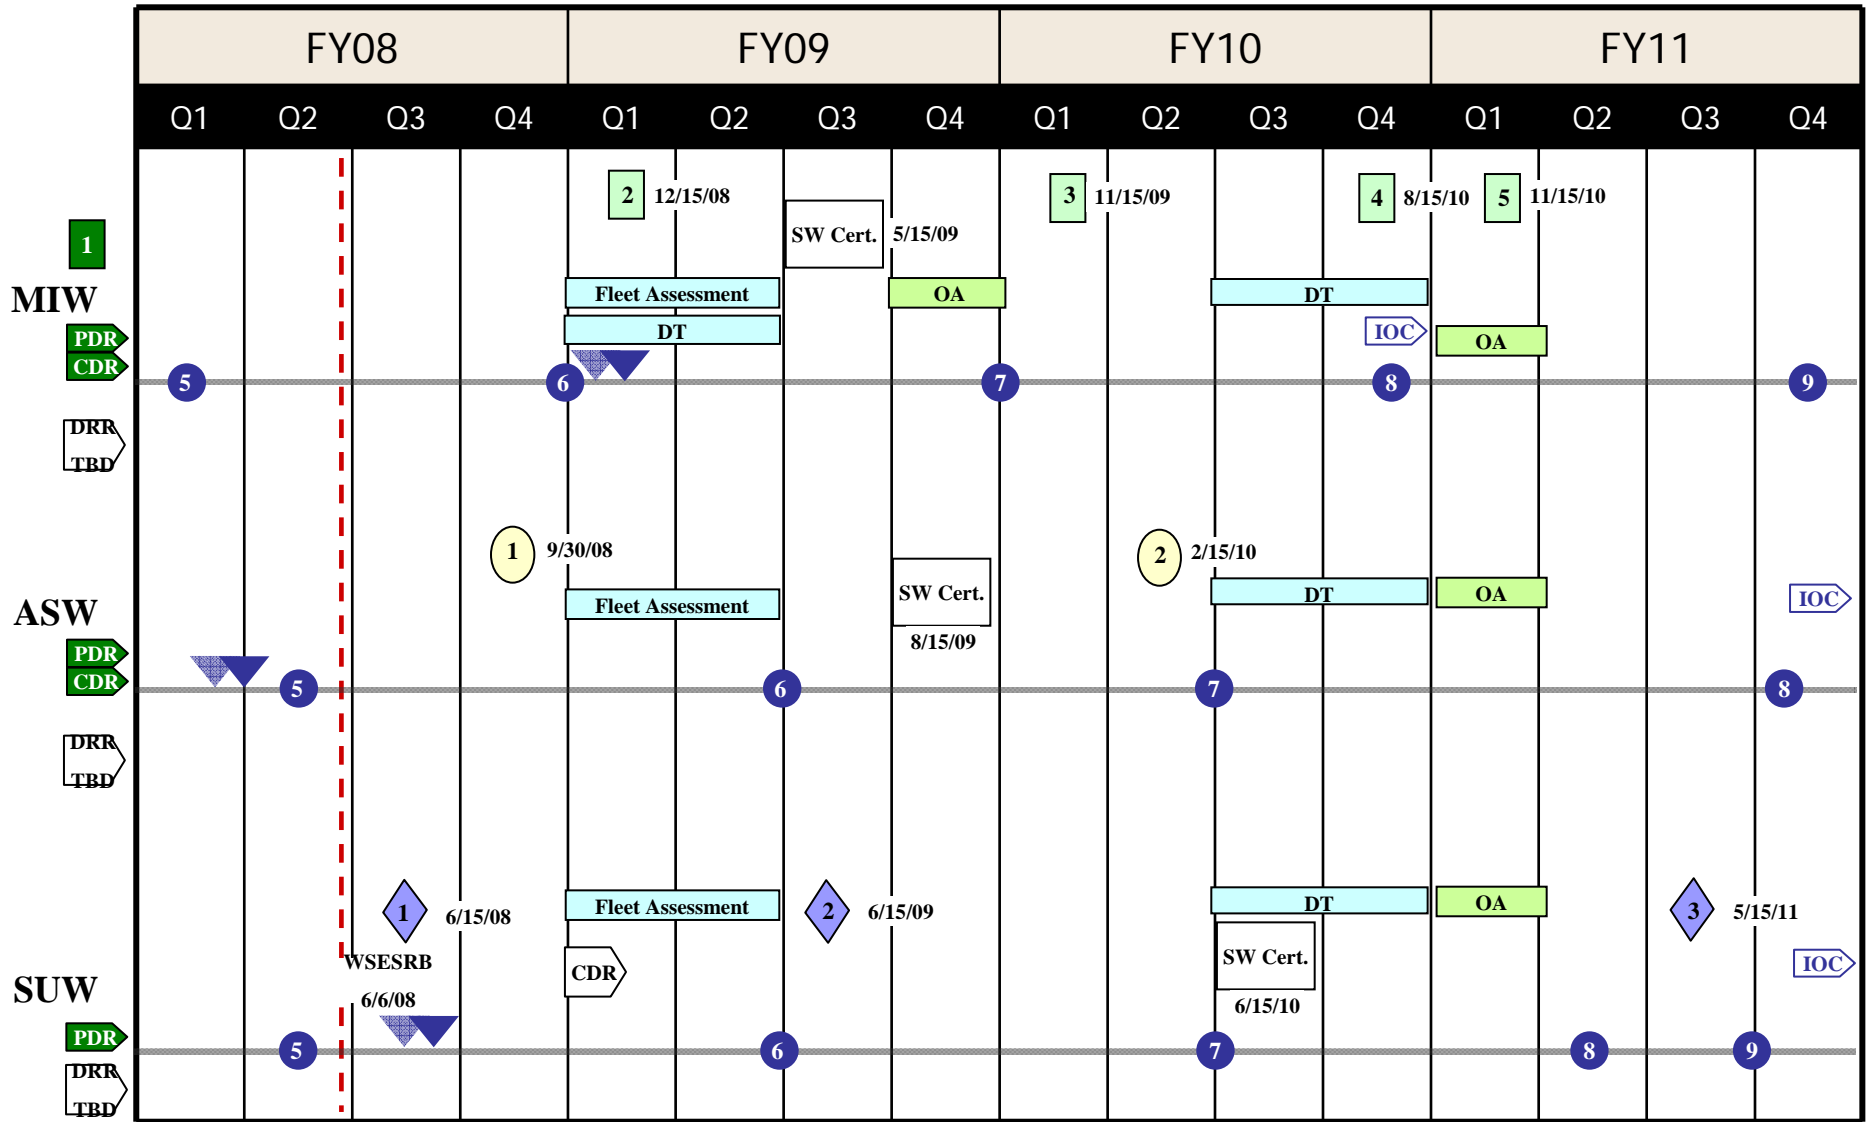 FY08 FY09 FY10 FY11
Q1 Q2 Q3 Q4 Q1 Q2 Q3 Q4 Q1 Q2 Q3 Q4 Q1 Q2 Q3 Q4
2 12/15/08 3 11/15/09 4 8/15/10 5 11/15/10
1 SW Cert. 5/15/09
MIW Fleet Assessment OA DT
PDR DT IOC OA
CDR
5 6 7 8 9
DRR
TBD
1 9/30/08 2 2/15/10
SW Cert.
ASW Fleet Assessment DT OA IOC
8/15/09
PDR
CDR
5 6 7 8
DRR
TBD
1 6/15/08 Fleet Assessment 2 6/15/09 DT OA 3 5/15/11
WSESRB CDR SW Cert. IOC
SUW 6/6/08 6/15/10
PDR
5 6 7 8 9
DRR
TBD